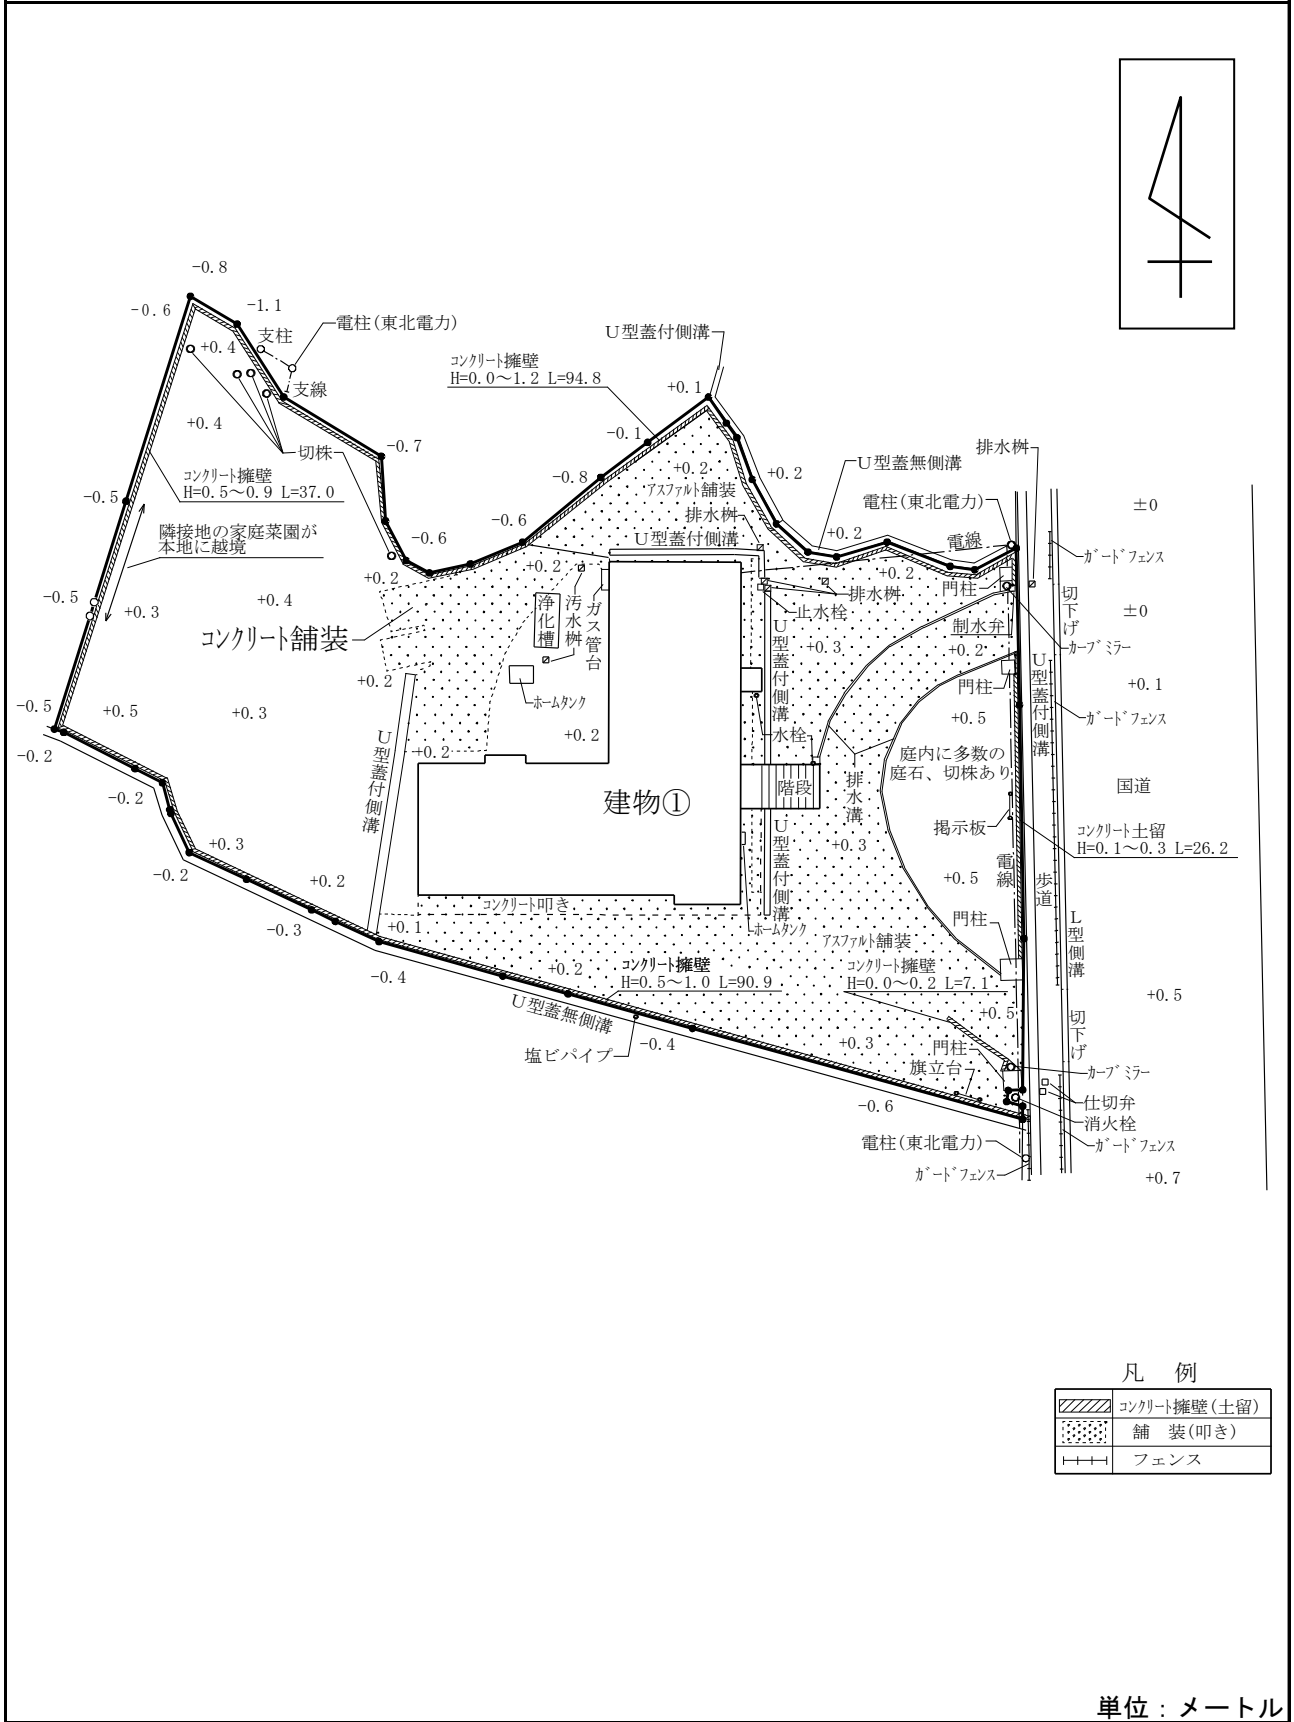 -0.8
-0.6
-1.1
支柱
電柱(東北電力)
+0.4
支線
+0.4
切株
コンクリート擁壁
H=0.5～0.9 L=37.0
-0.5
隣接地の家庭菜園が
本地に越境
-0.5
+0.3
+0.4
コンクリート舗装
-0.7
-0.6
+0.2
U型蓋付側溝
コンクリート擁壁
H=0.0～1.2 L=94.8
+0.1
-0.1
-0.8
-0.6
+0.2
アスファルト舗装
+0.2
排水桝
U型蓋付側溝
+0.2
U型蓋無側溝
排水桝
電柱(東北電力)
+0.2
電線
+0.2
±0
ガードフェンス
±0
門柱
排水桝
止水栓
切下げ
制水弁
カーブミラー
+0.2
+0.3
U型蓋付側溝
浄化槽
汚水桝
ガス管台
ホームタンク
+0.2
+0.2
+0.2
-0.5
+0.5
+0.3
-0.2
-0.2
U型蓋付側溝
建物①
水栓
階段
排水溝
門柱
+0.5
庭内に多数の
庭石、切株あり
U型蓋付側溝
+0.1
ガードフェンス
国道
掲示板
コンクリート土留
H=0.1～0.3 L=26.2
+0.3
+0.2
-0.2
-0.3
+0.1
-0.4
コンクリート叩き
U型蓋付側溝
ホームタンク
+0.3
+0.5
電線
歩道
門柱
L型側溝
アスファルト舗装
+0.2
コンクリート擁壁
H=0.5～1.0 L=90.9
コンクリート擁壁
H=0.0～0.2 L=7.1
U型蓋無側溝
塩ビパイプ
-0.4
+0.3
+0.5
+0.5
切下げ
門柱
旗立台
カーブミラー
-0.6
仕切弁
消火栓
電柱(東北電力)
ガードフェンス
ガードフェンス
+0.7
凡 例
コンクリート擁壁(土留)
舗 装(叩き)
フェンス
単位：メートル